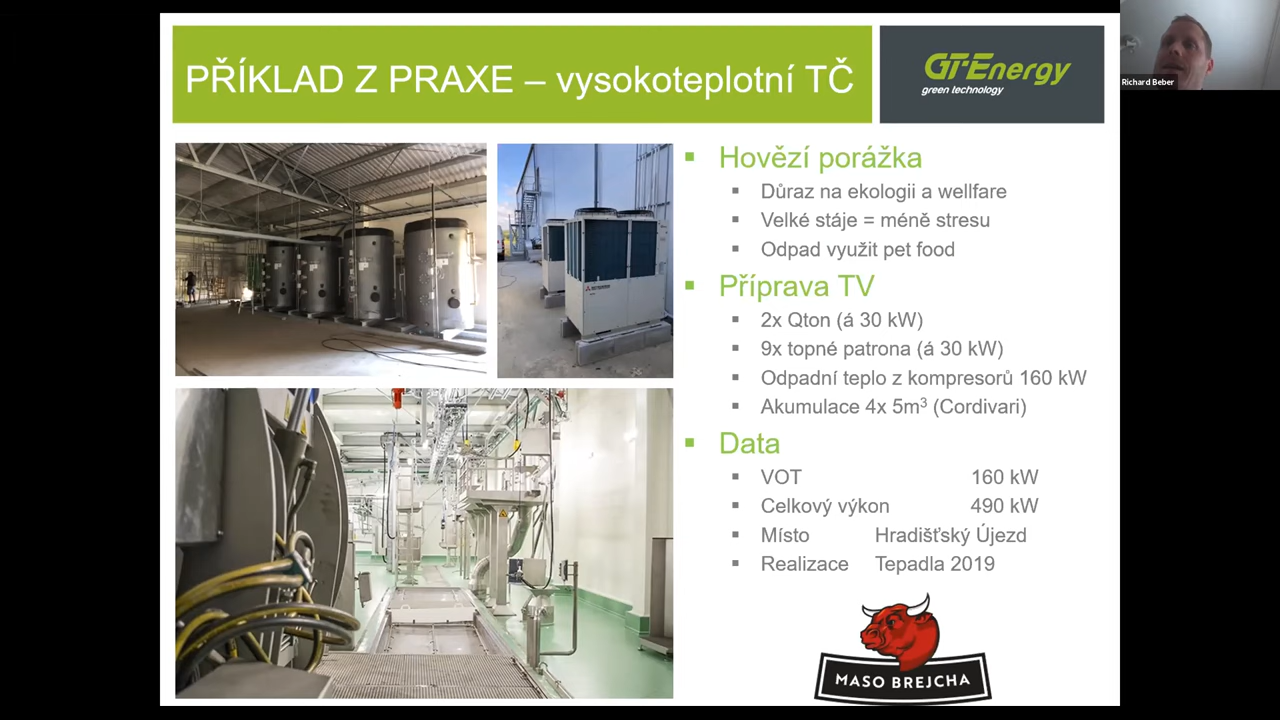 PŘÍKLAD Z PRAXE – vysokoteplotní TČ
GT-Energy
green technology
Richard Beber
Hovězí porážka
Důraz na ekologii a wellfare
Velké stáje = méně stresu
Odpad využit pet food
Příprava TV
2x Qton (á 30 kW)
9x topné patrona (á 30 kW)
Odpadní teplo z kompresorů 160 kW
Akumulace 4x 5m³ (Cordivari)
Data
VOT 160 kW
Celkový výkon 490 kW
Místo Hradišťský Újezd
Realizace Tepadla 2019
MASO BREJCHA